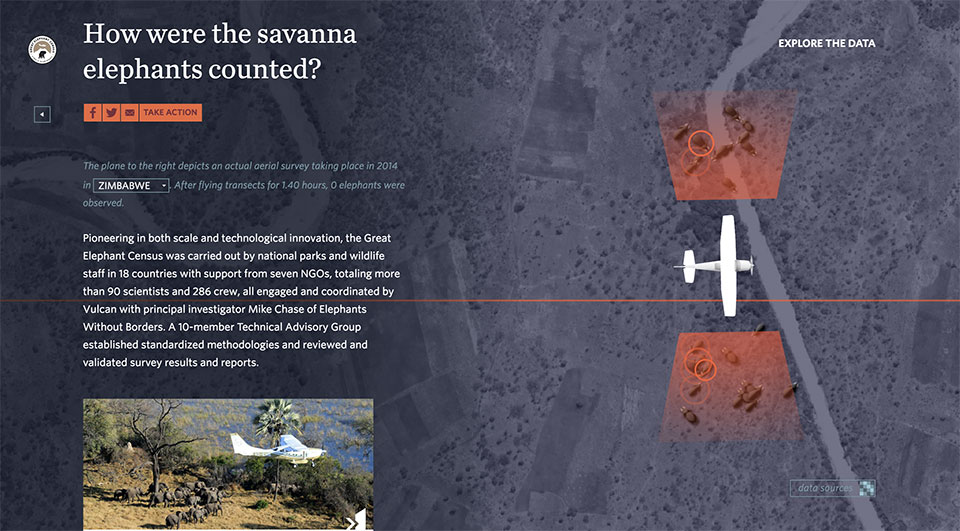 How were the savanna
elephants counted?
EXPLORE THE DATA
TAKE ACTION
The plane to the right depicts an actual aerial survey taking place in 2014
in ZIMBABWE . After flying transects for 1.40 hours, 0 elephants were
observed.
Pioneering in both scale and technological innovation, the Great
Elephant Census was carried out by national parks and wildlife
staff in 18 countries with support from seven NGOs, totaling more
than 90 scientists and 286 crew, all engaged and coordinated by
Vulcan with principal investigator Mike Chase of Elephants
Without Borders. A 10-member Technical Advisory Group
established standardized methodologies and reviewed and
validated survey results and reports.
data sources